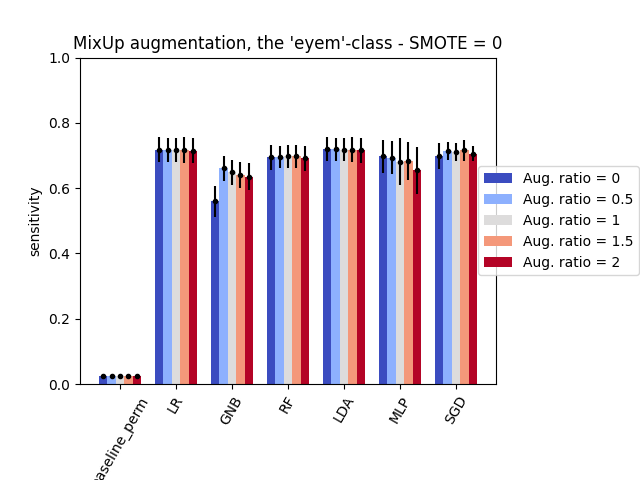 MixUp augmentation, the 'eyem'-class - SMOTE = 0
1.0
0.8
0.6
0.4
0.2
0.0
sensitivity
Aug. ratio = 0
Aug. ratio = 0.5
Aug. ratio = 1
Aug. ratio = 1.5
Aug. ratio = 2
aseline_perm
LR
GNB
RF
LDA
MLP
SGD